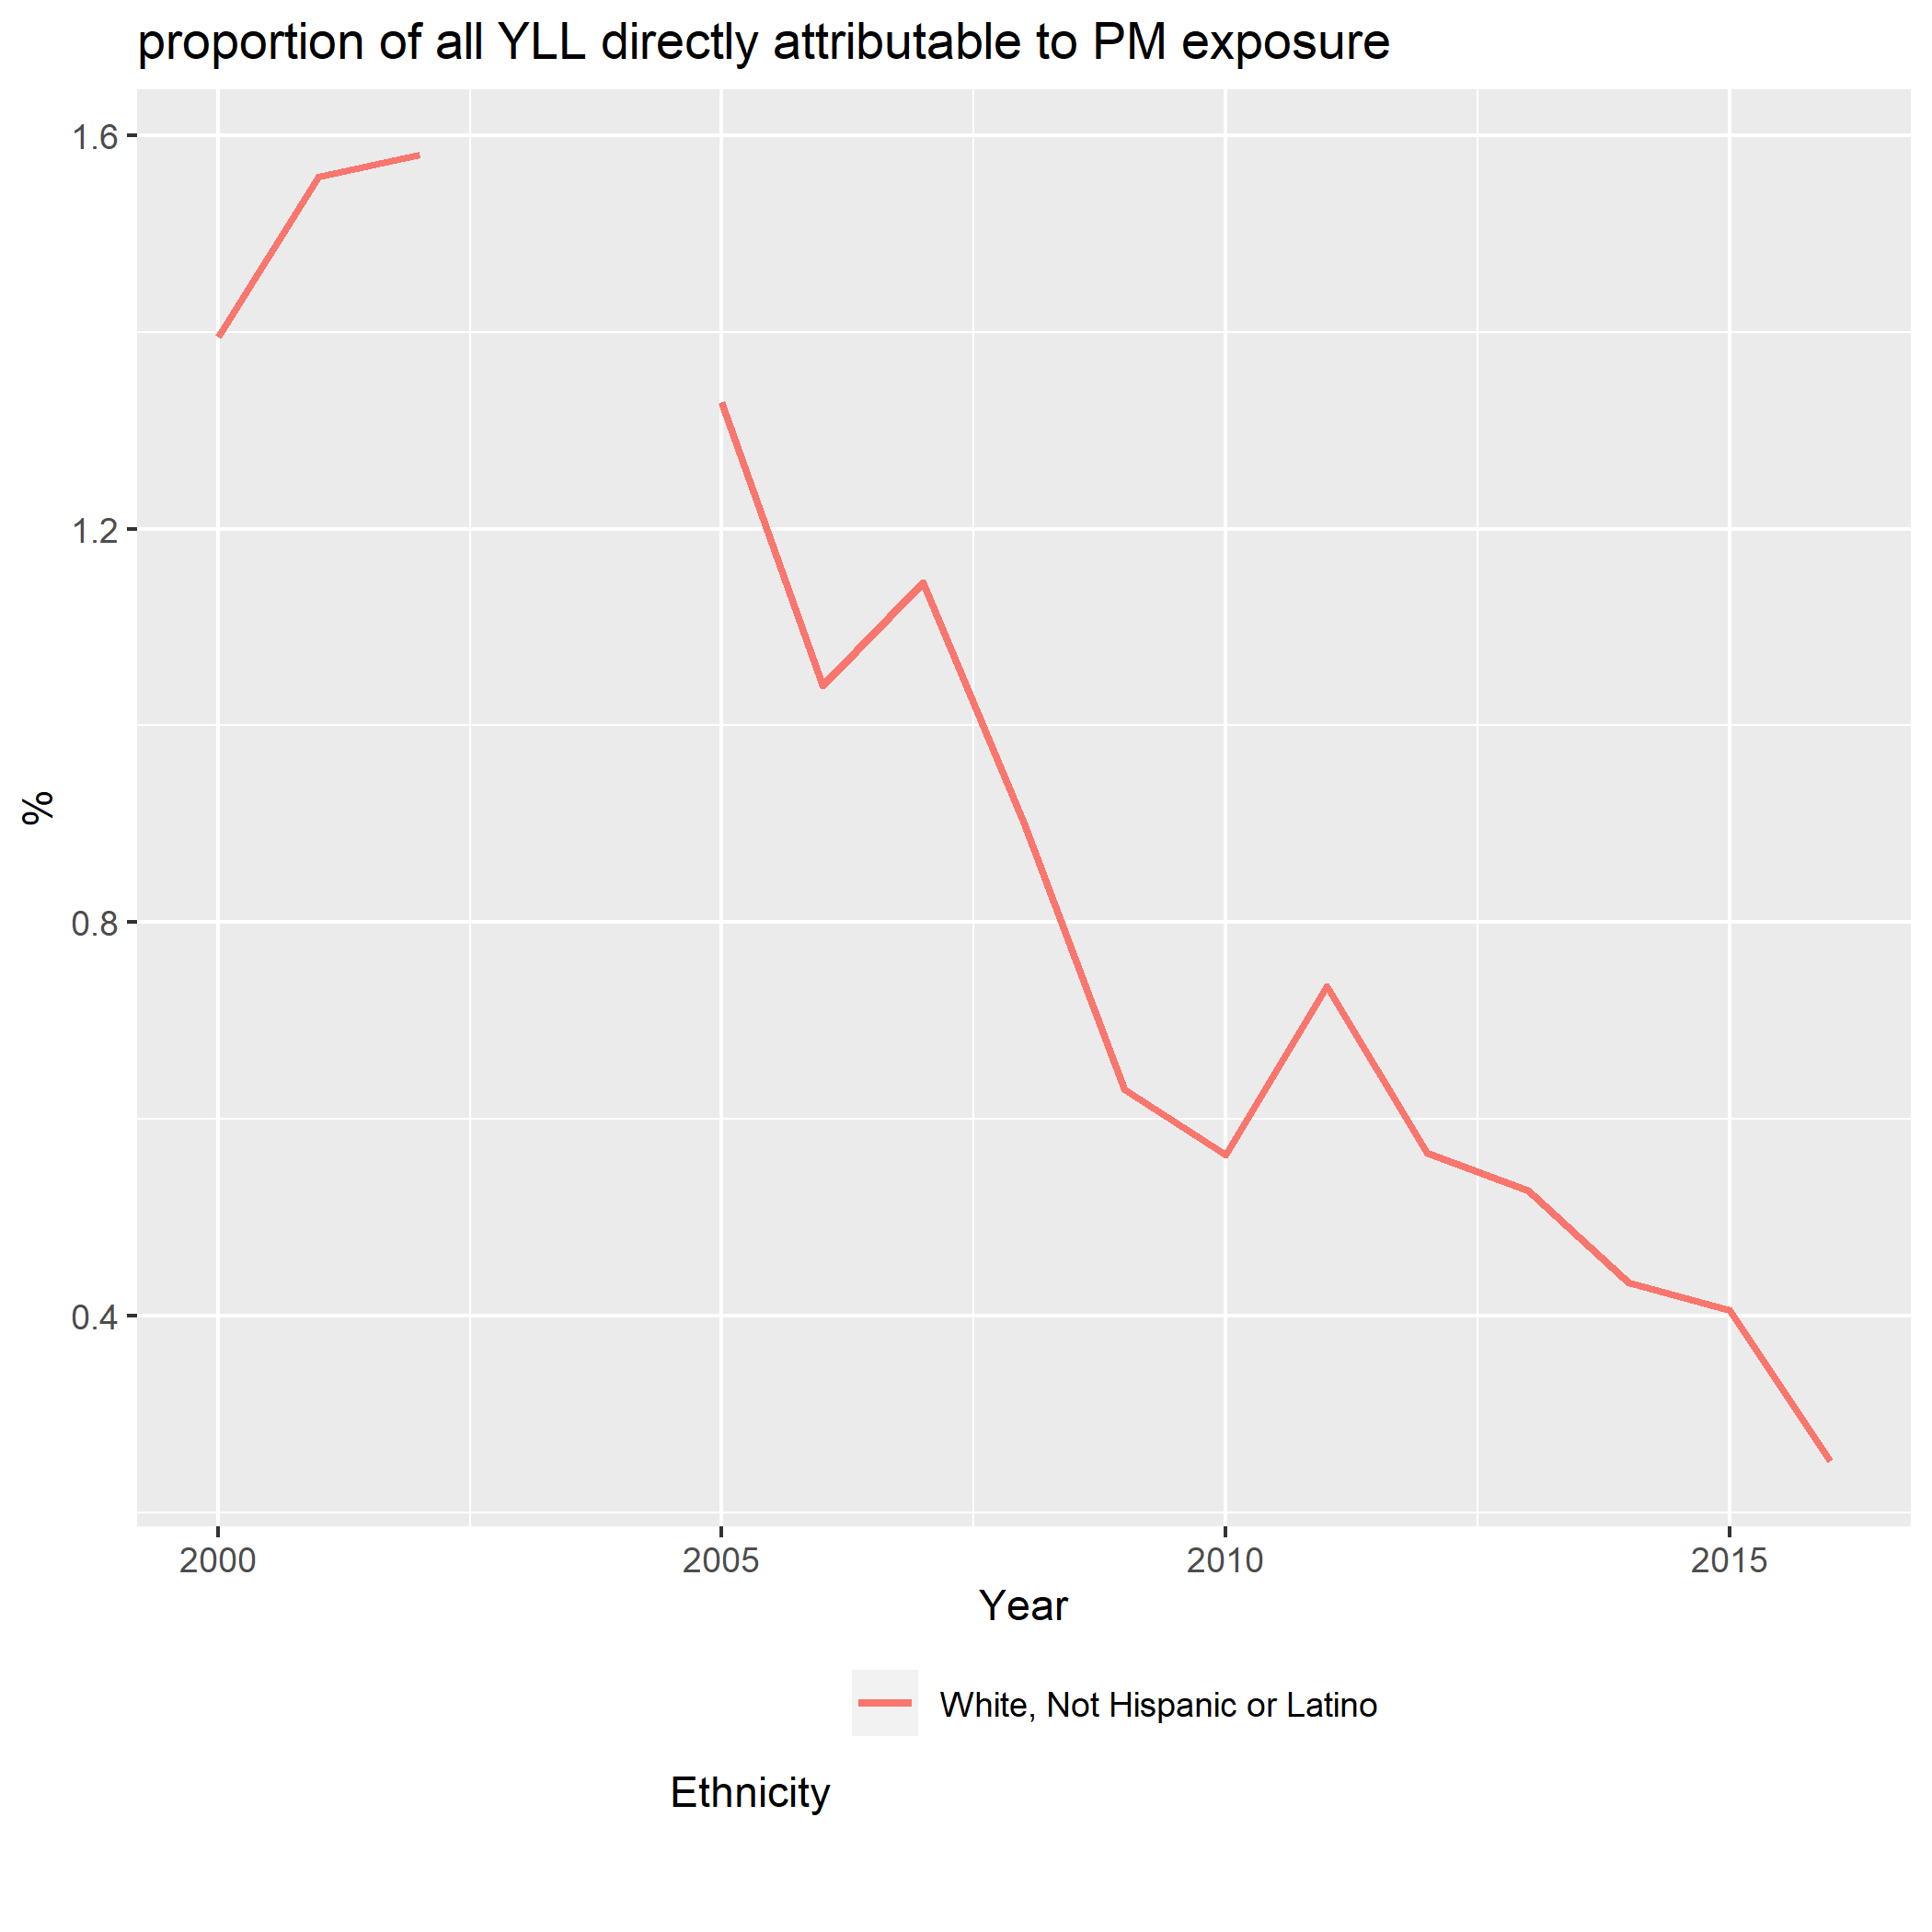 proportion of all YLL directly attributable to PM exposure
1.6
1.2
0.8
0.4
%
2000 2005 2010 2015
Year
White, Not Hispanic or Latino
Ethnicity